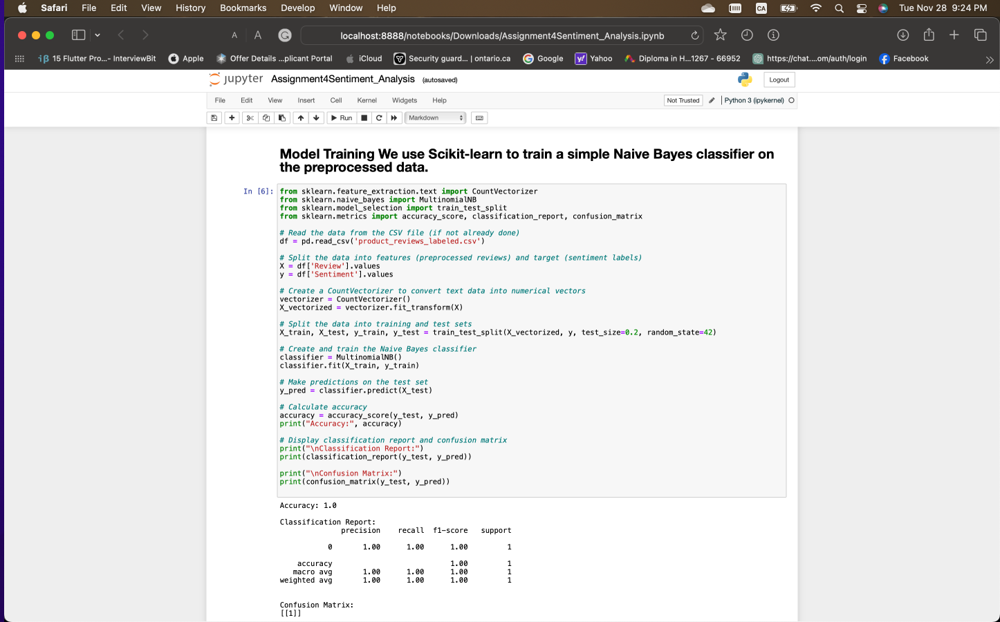 Safari File Edit View History Bookmarks Develop Window Help CA Tue Nov 28 9:24 PM
A A localhost:8888/notebooks/Downloads/Assignment4Sentiment_Analysis.ipynb
15 Flutter Pro...- InterviewBit Apple Offer Details ...plicant Portal iCloud Security guard... | ontario.ca Google Yahoo Diploma in H...1267 - 66952 https://chat....om/auth/login Facebook
jupyter Assignment4Sentiment_Analysis (autosaved) Logout
File Edit View Insert Cell Kernel Widgets Help Not Trusted Python 3 (ipykernel)
Run Markdown
Model Training We use Scikit-learn to train a simple Naive Bayes classifier on
the preprocessed data.
In [6]: from sklearn.feature_extraction.text import CountVectorizer
from sklearn.naive_bayes import MultinomialNB
from sklearn.model_selection import train_test_split
from sklearn.metrics import accuracy_score, classification_report, confusion_matrix
# Read the data from the CSV file (if not already done)
df = pd.read_csv('product_reviews_labeled.csv')
# Split the data into features (preprocessed reviews) and target (sentiment labels)
X = df['Review'].values
y = df['Sentiment'].values
# Create a CountVectorizer to convert text data into numerical vectors
vectorizer = CountVectorizer()
X_vectorized = vectorizer.fit_transform(X)
# Split the data into training and test sets
X_train, X_test, y_train, y_test = train_test_split(X_vectorized, y, test_size=0.2, random_state=42)
# Create and train the Naive Bayes classifier
classifier = MultinomialNB()
classifier.fit(X_train, y_train)
# Make predictions on the test set
y_pred = classifier.predict(X_test)
# Calculate accuracy
accuracy = accuracy_score(y_test, y_pred)
print("Accuracy:", accuracy)
# Display classification report and confusion matrix
print("\nClassification Report:")
print(classification_report(y_test, y_pred))
print("\nConfusion Matrix:")
print(confusion_matrix(y_test, y_pred))
Accuracy: 1.0
Classification Report:
precision recall f1-score support
0 1.00 1.00 1.00 1
accuracy 1.00 1
macro avg 1.00 1.00 1.00 1
weighted avg 1.00 1.00 1.00 1
Confusion Matrix:
[[1]]